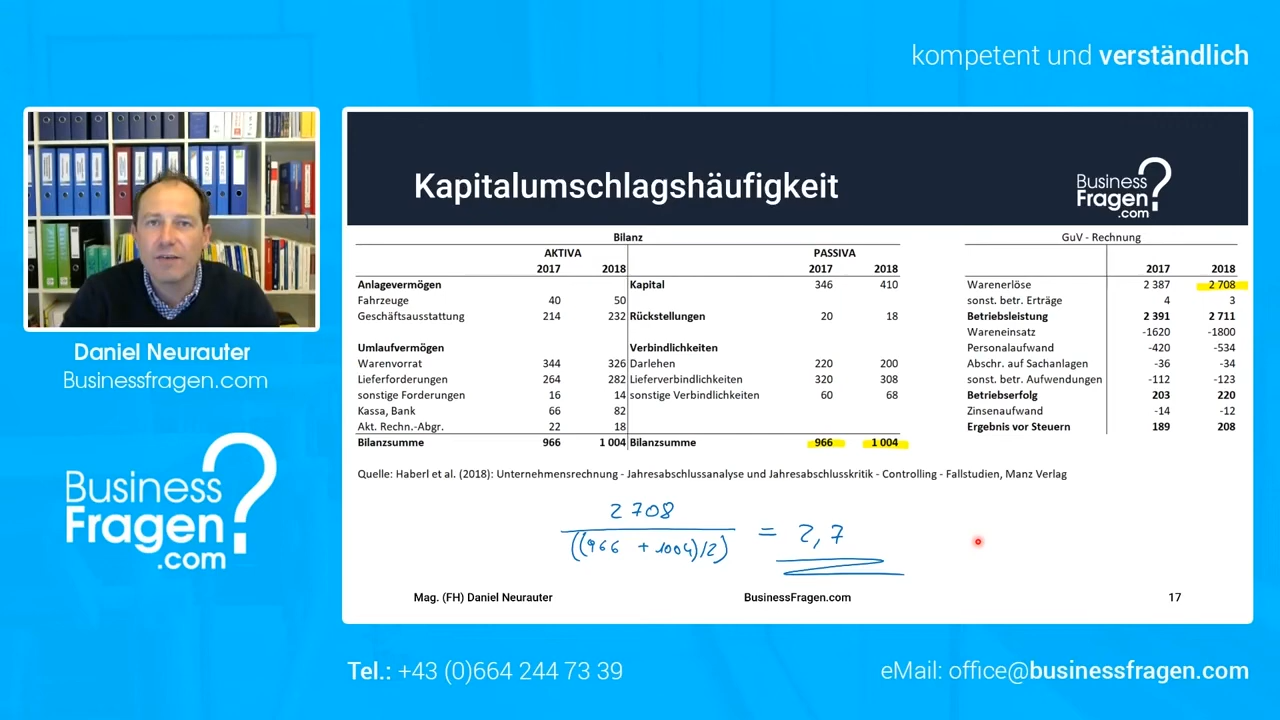 kompetent und verständlich
Kapitalumschlagshäufigkeit
Business
Fragen
.com
?
Bilanz
AKTIVA PASSIVA
2017 2018 2017 2018
Anlagevermögen Kapital 346 410
Fahrzeuge 40 50
Geschäftsausstattung 214 232 Rückstellungen 20 18
Umlaufvermögen Verbindlichkeiten
Warenvorrat 344 326 Darlehen 220 200
Lieferforderungen 264 282 Lieferverbindlichkeiten 320 308
sonstige Forderungen 16 14 sonstige Verbindlichkeiten 60 68
Kassa, Bank 66 82
Akt. Rechn.-Abgr. 22 18
Bilanzsumme 966 1 004 Bilanzsumme 966 1 004
GuV - Rechnung
2017 2018
Warenerlöse 2 387 2 708
sonst. betr. Erträge 4 3
Betriebsleistung 2 391 2 711
Wareneinsatz -1620 -1800
Personalaufwand -420 -534
Abschr. auf Sachanlagen -36 -34
sonst. betr. Aufwendungen -112 -123
Betriebserfolg 203 220
Zinsenaufwand -14 -12
Ergebnis vor Steuern 189 208
Quelle: Haberl et al. (2018): Unternehmensrechnung - Jahresabschlussanalyse und Jahresabschlusskritik - Controlling - Fallstudien, Manz Verlag
2 708
((966 + 1004)/2) = 2,7
Mag. (FH) Daniel Neurauter BusinessFragen.com 17
Daniel Neurauter
Businessfragen.com
Business
Fragen
.com
?
Tel.: +43 (0)664 244 73 39 eMail: office@businessfragen.com